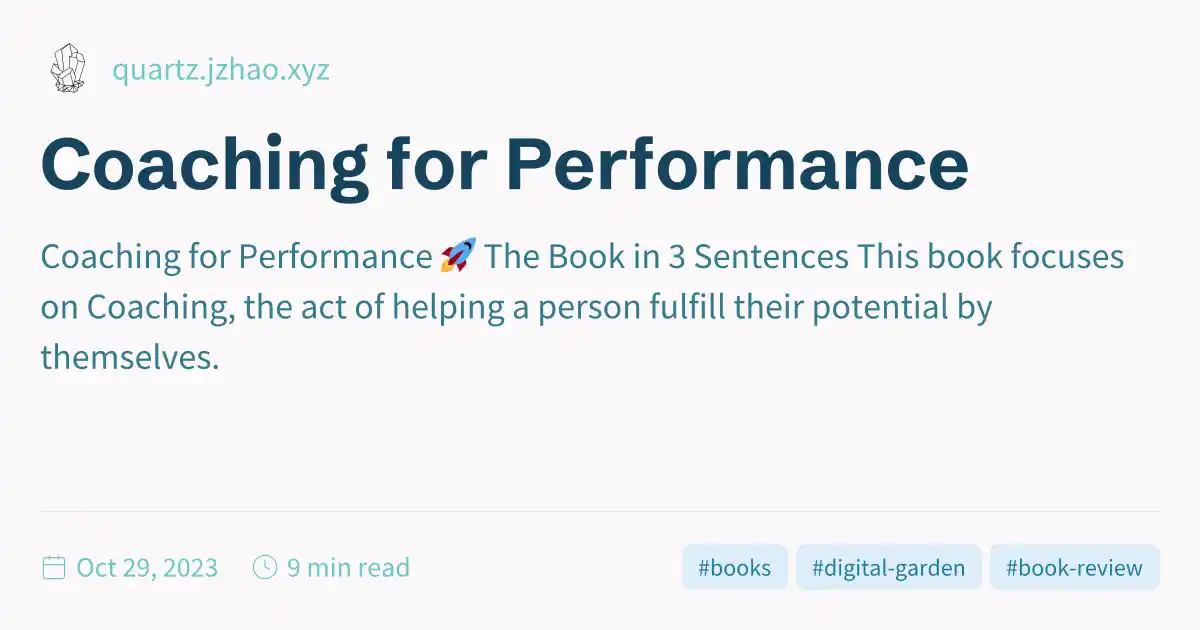 quartz.jzhao.xyz
Coaching for Performance
Coaching for Performance 🚀 The Book in 3 Sentences This book focuses
on Coaching, the act of helping a person fulfill their potential by
themselves.
Oct 29, 2023 9 min read #books #digital-garden #book-review